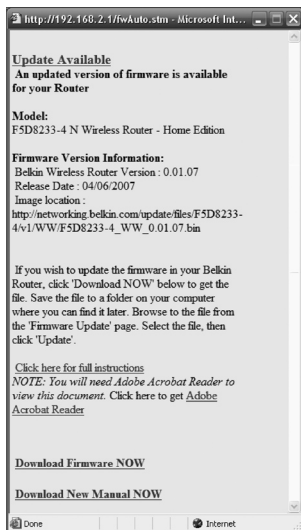 http://192.168.2.1/fwAuto.stm - Microsoft Int...
Update Available
An updated version of firmware is available
for your Router
Model:
F5D8233-4 N Wireless Router - Home Edition
Firmware Version Information:
Belkin Wireless Router Version : 0.01.07
Release Date : 04/06/2007
Image location :
http://networking.belkin.com/update/files/F5D8233-
4/v1/WW/F5D8233-4_WW_0.01.07.bin
If you wish to update the firmware in your Belkin
Router, click 'Download NOW' below to get the
file. Save the file to a folder on your computer
where you can find it later. Browse to the file from
the 'Firmware Update' page. Select the file, then
click 'Update'.
Click here for full instructions
NOTE: You will need Adobe Acrobat Reader to
view this document. Click here to get Adobe
Acrobat Reader
Download Firmware NOW
Download New Manual NOW
Done Internet